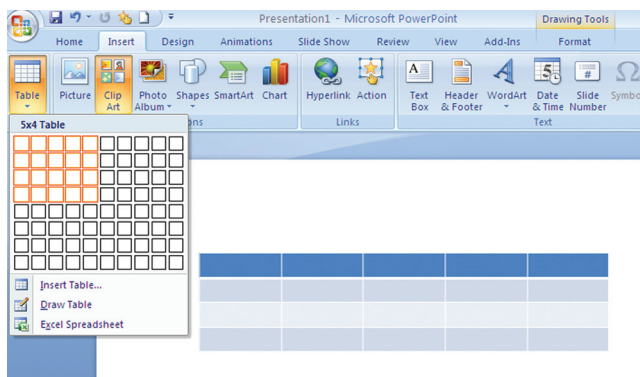 Presentation1 - Microsoft PowerPoint
Drawing Tools
Home Insert Design Animations Slide Show Review View Add-Ins Format
Table Picture Clip Art Photo Album Shapes SmartArt Chart Hyperlink Action Text Box Header & Footer WordArt Date & Time Slide Number
Links Text
5x4 Table
Insert Table...
Draw Table
Excel Spreadsheet